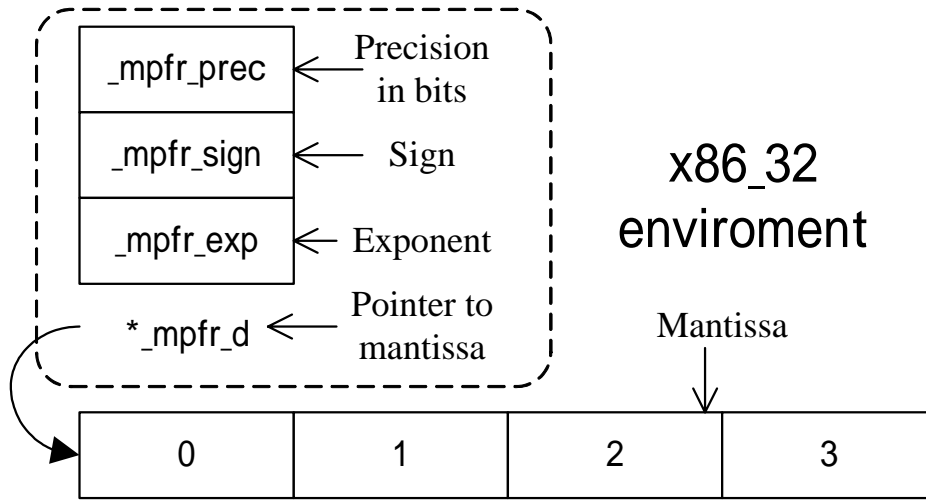 _mpfr_prec
Precision
in bits
_mpfr_sign
Sign
_mpfr_exp
Exponent
*_mpfr_d
Pointer to
mantissa
x86_32
enviroment
Mantissa
0
1
2
3